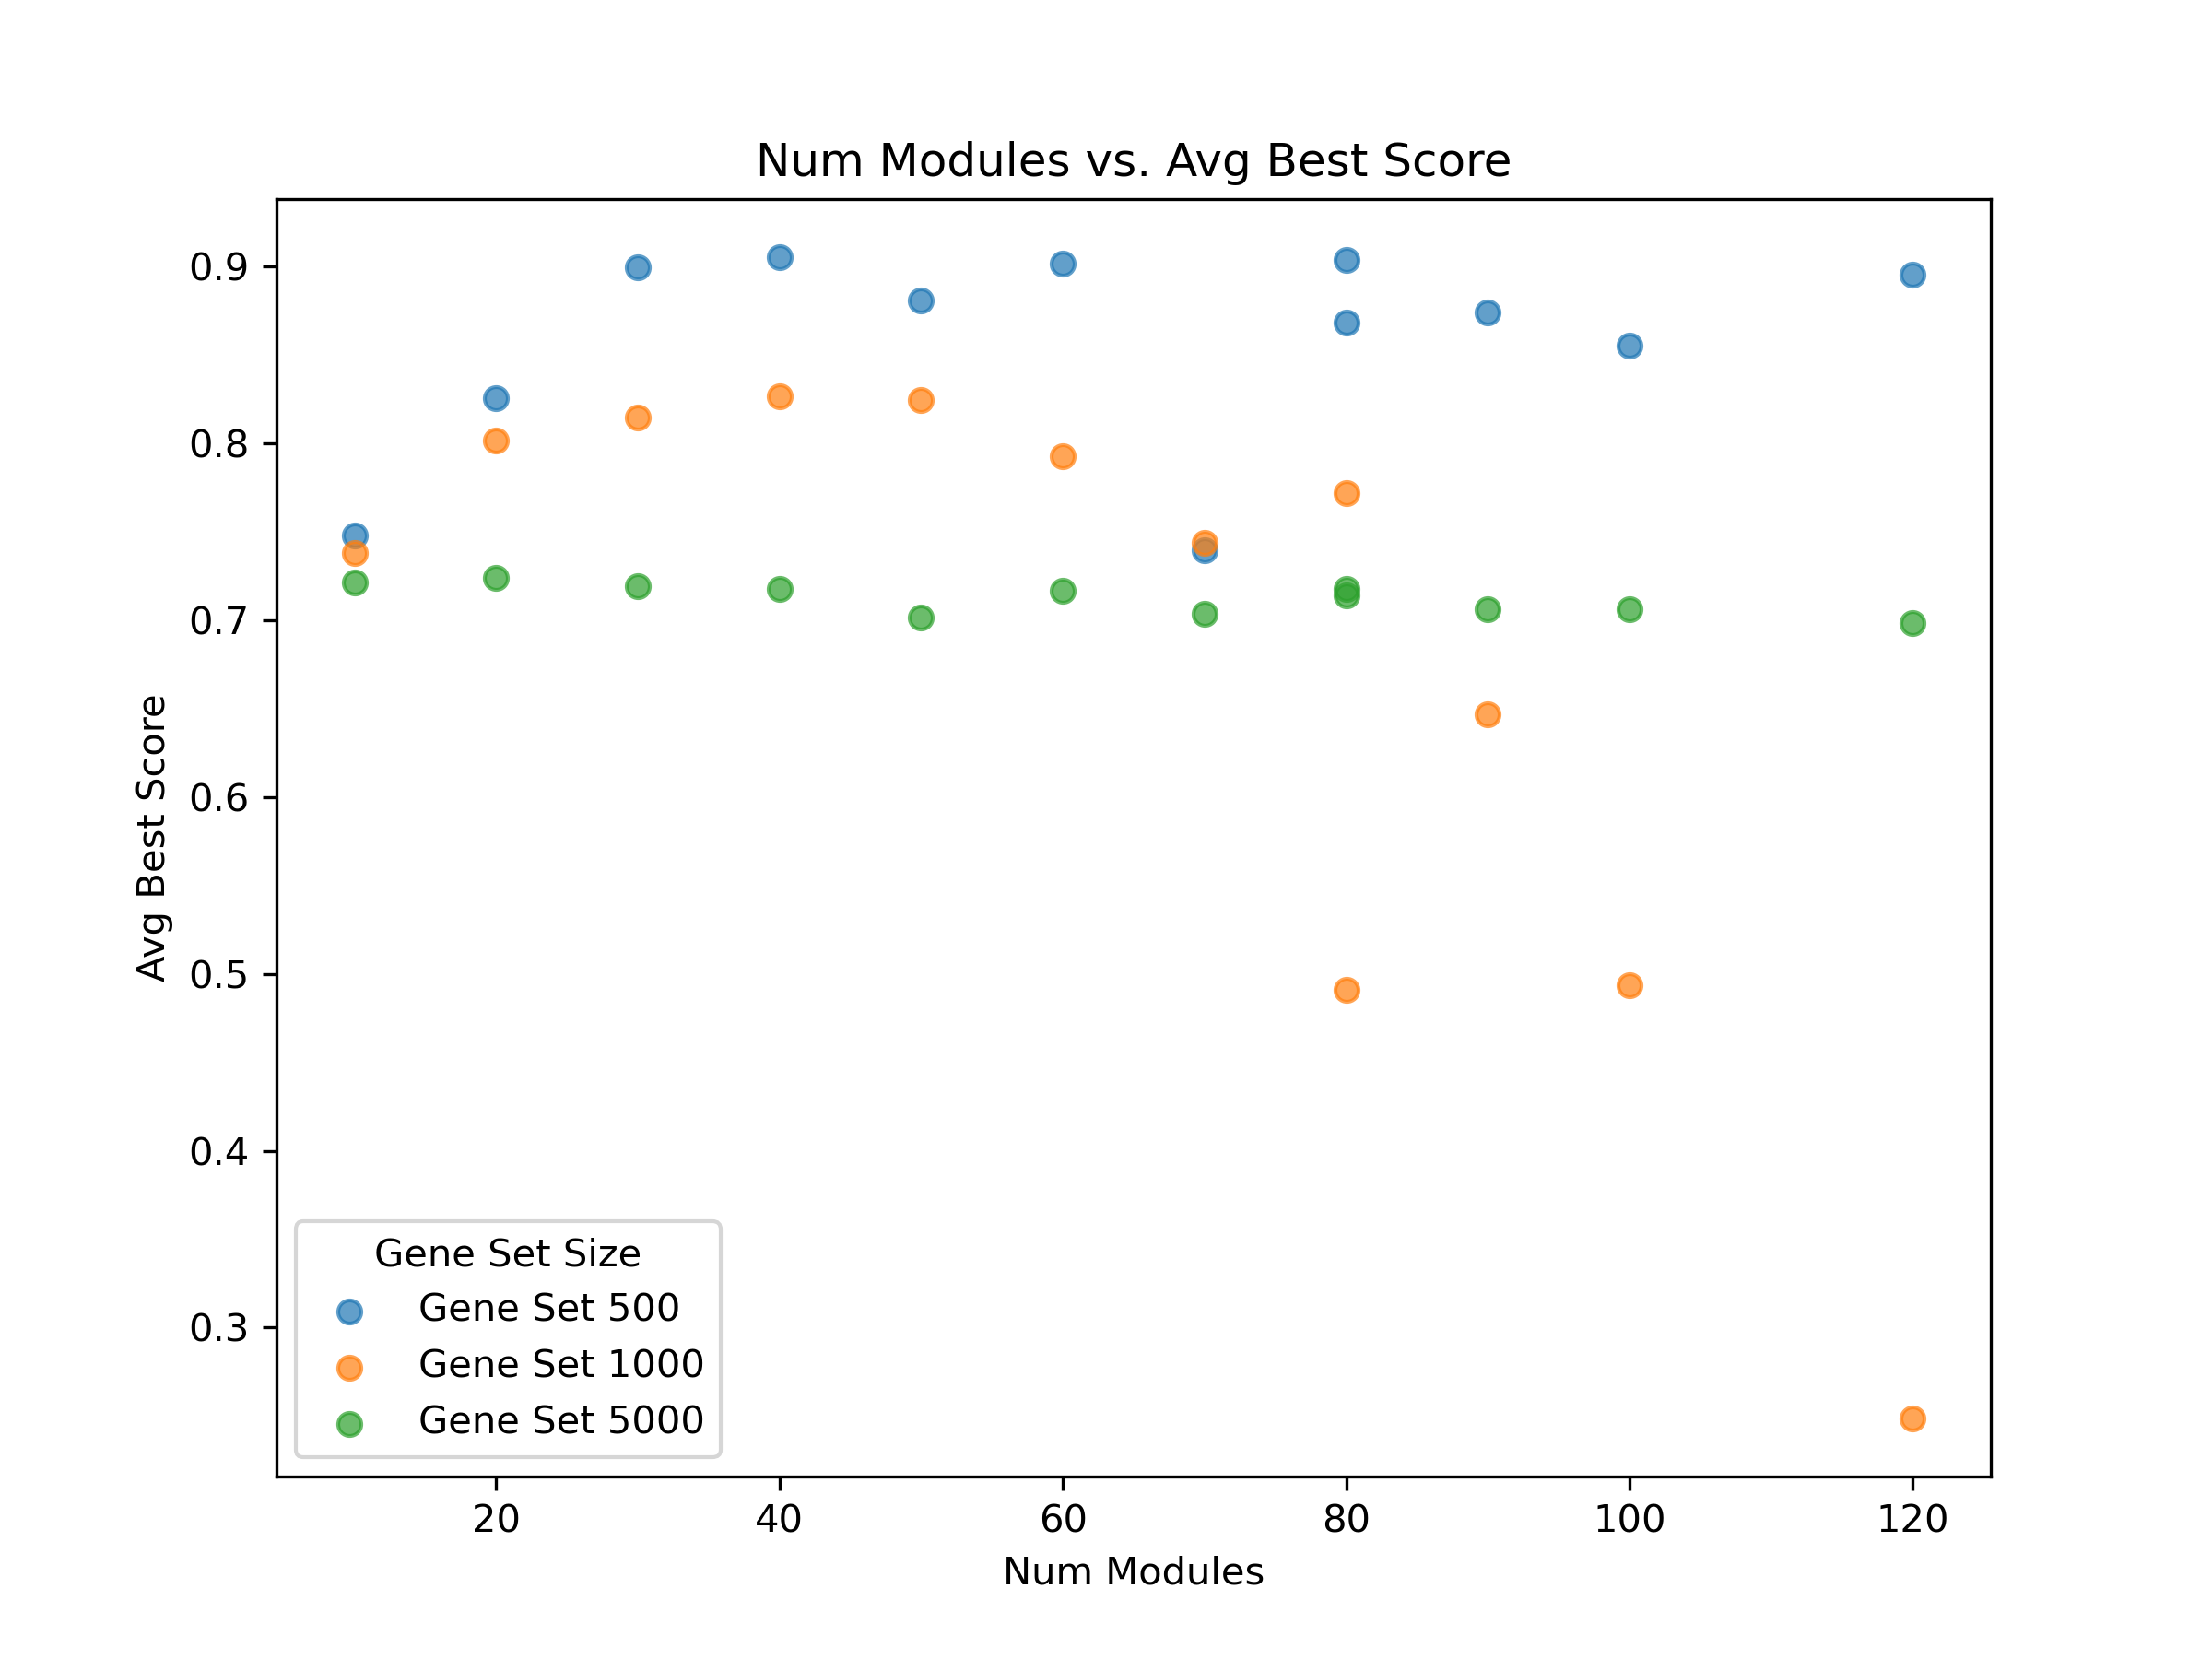 Num Modules vs. Avg Best Score
Avg Best Score
0.9
0.8
0.7
0.6
0.5
0.4
0.3
Gene Set Size
Gene Set 500
Gene Set 1000
Gene Set 5000
20 40 60 80 100 120
Num Modules